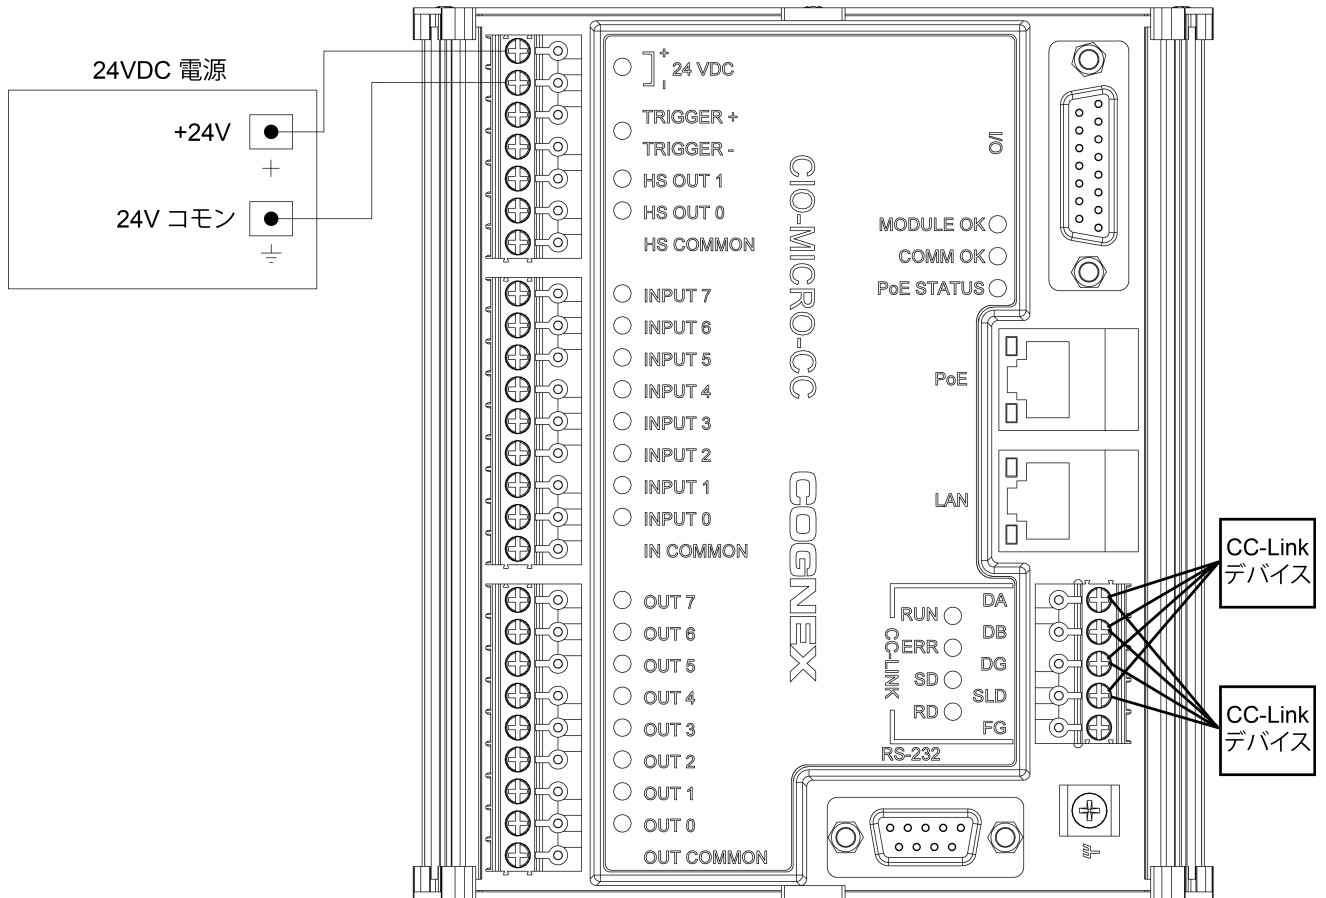 24VDC 電源
+24V
+
24V コモン
+
24 VDC
-
TRIGGER +
TRIGGER -
HS OUT 1
HS OUT 0
HS COMMON
INPUT 7
INPUT 6
INPUT 5
INPUT 4
INPUT 3
INPUT 2
INPUT 1
INPUT 0
IN COMMON
OUT 7
OUT 6
OUT 5
OUT 4
OUT 3
OUT 2
OUT 1
OUT 0
OUT COMMON
CIO-MICRO-CC
COGNEX
I/O
MODULE OK
COMM OK
PoE STATUS
PoE
LAN
CC-LINK
RUN
ERR
SD
RD
DA
DB
DG
SLD
FG
RS-232
CC-Link
デバイス
CC-Link
デバイス